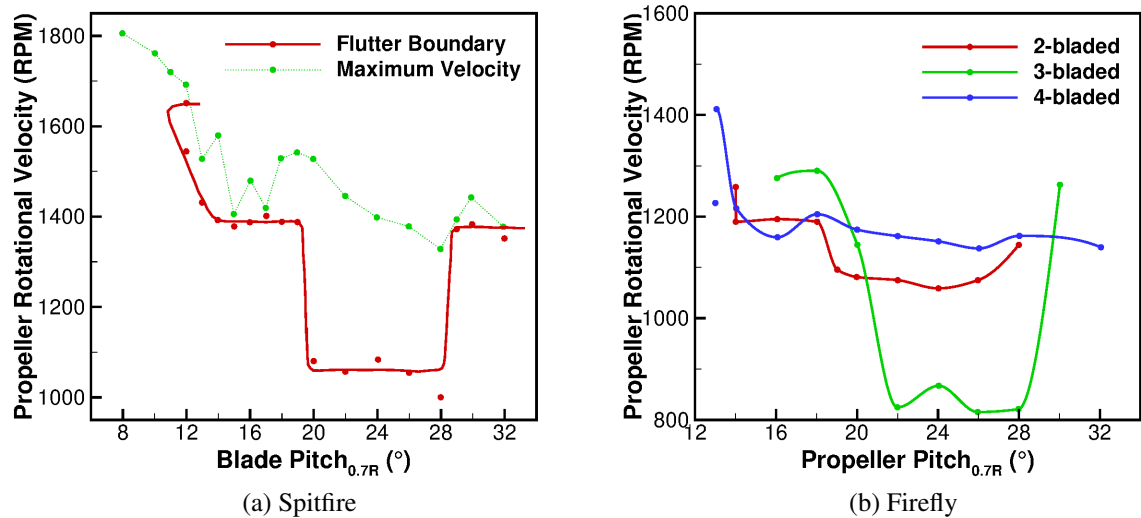 1800
1600
1400
1200
1000
Propeller Rotational Velocity (RPM)
Flutter Boundary
Maximum Velocity
8 12 16 20 24 28 32
Blade Pitch0.7R (°)
(a) Spitfire
1600
1400
1200
1000
800
Propeller Rotational Velocity (RPM)
2-bladed
3-bladed
4-bladed
12 16 20 24 28 32
Propeller Pitch0.7R (°)
(b) Firefly